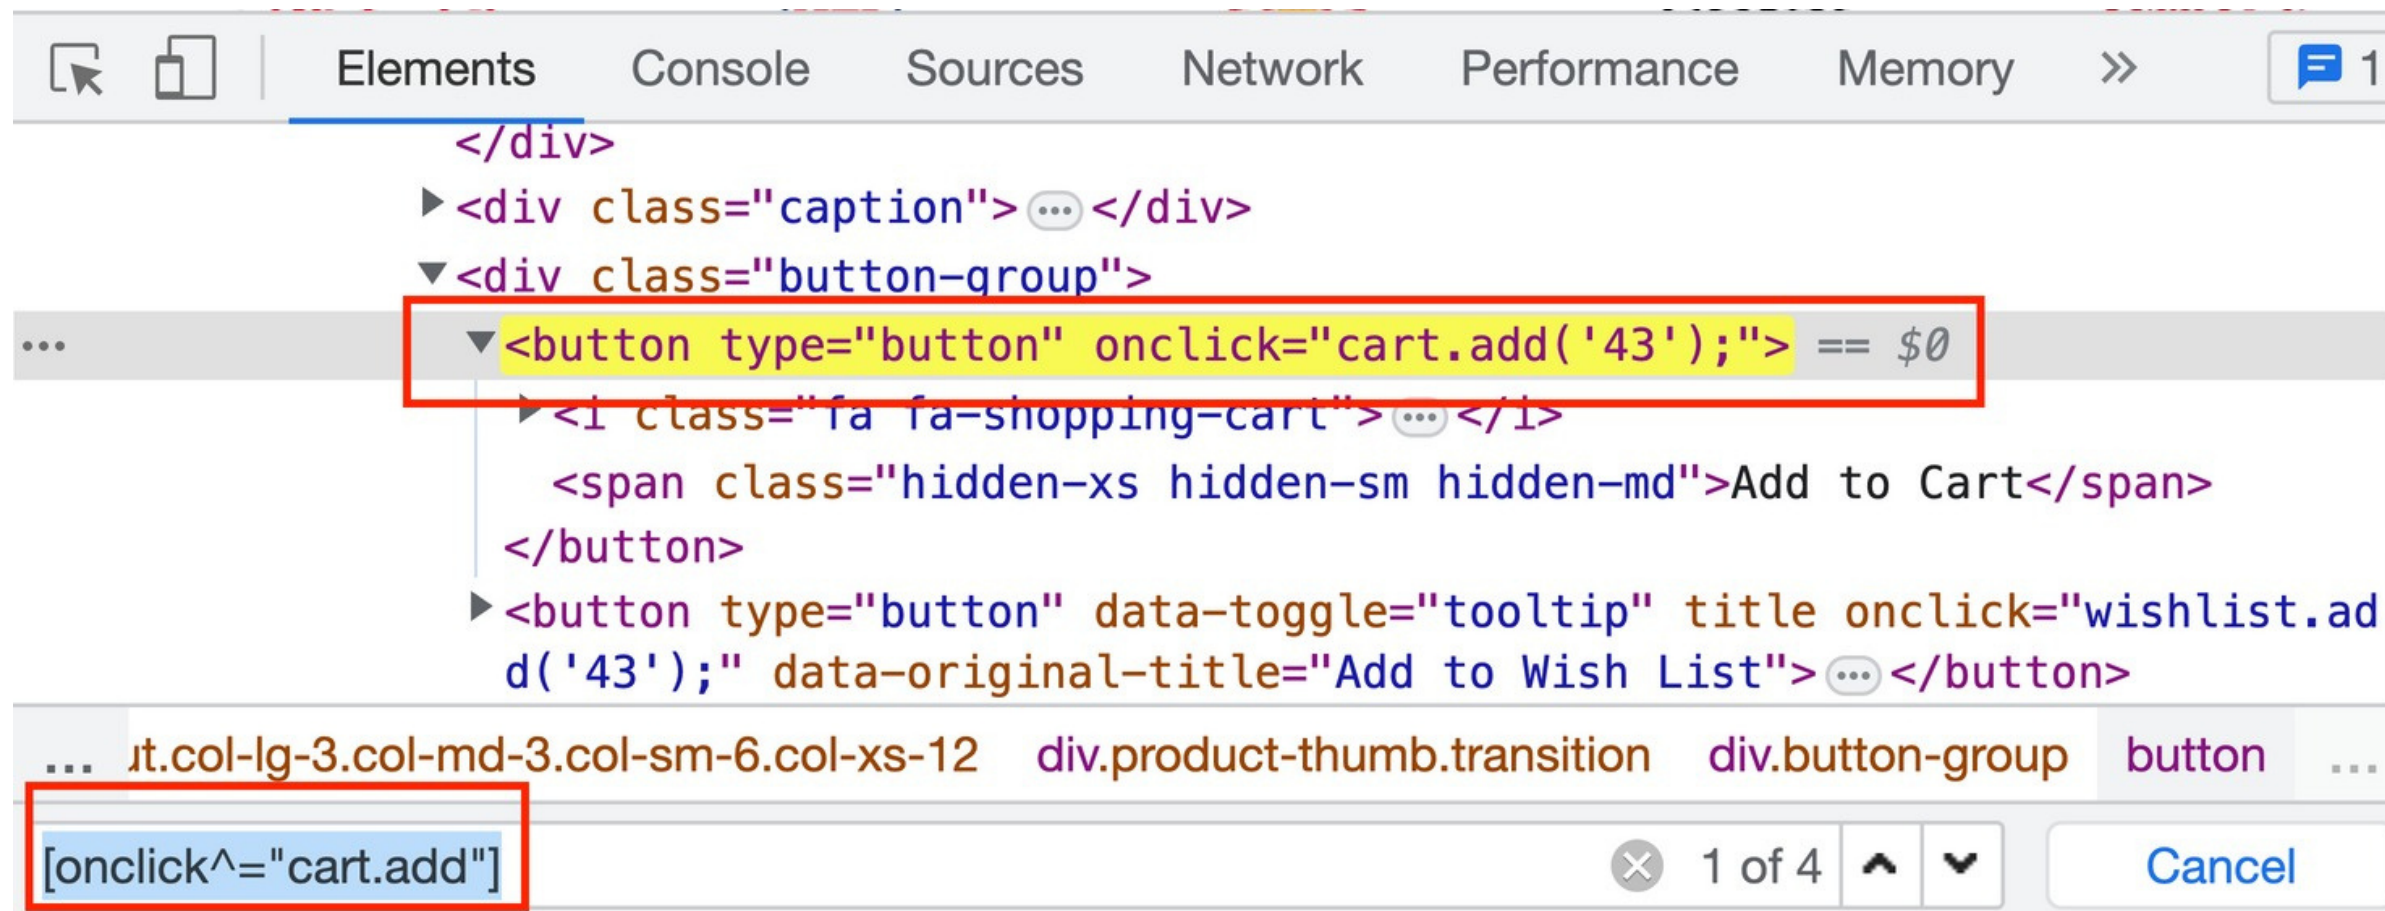 Elements Console Sources Network Performance Memory » 1
</div>
▶<div class="caption">…</div>
▼<div class="button-group">
… ▼<button type="button" onclick="cart.add('43');"> == $0
▶<i class="fa fa-shopping-cart">…</i>
<span class="hidden-xs hidden-sm hidden-md">Add to Cart</span>
</button>
▶<button type="button" data-toggle="tooltip" title onclick="wishlist.ad
d('43');" data-original-title="Add to Wish List">…</button>
… ut.col-lg-3.col-md-3.col-sm-6.col-xs-12 div.product-thumb.transition div.button-group button …
[onclick^="cart.add"] 1 of 4 Cancel